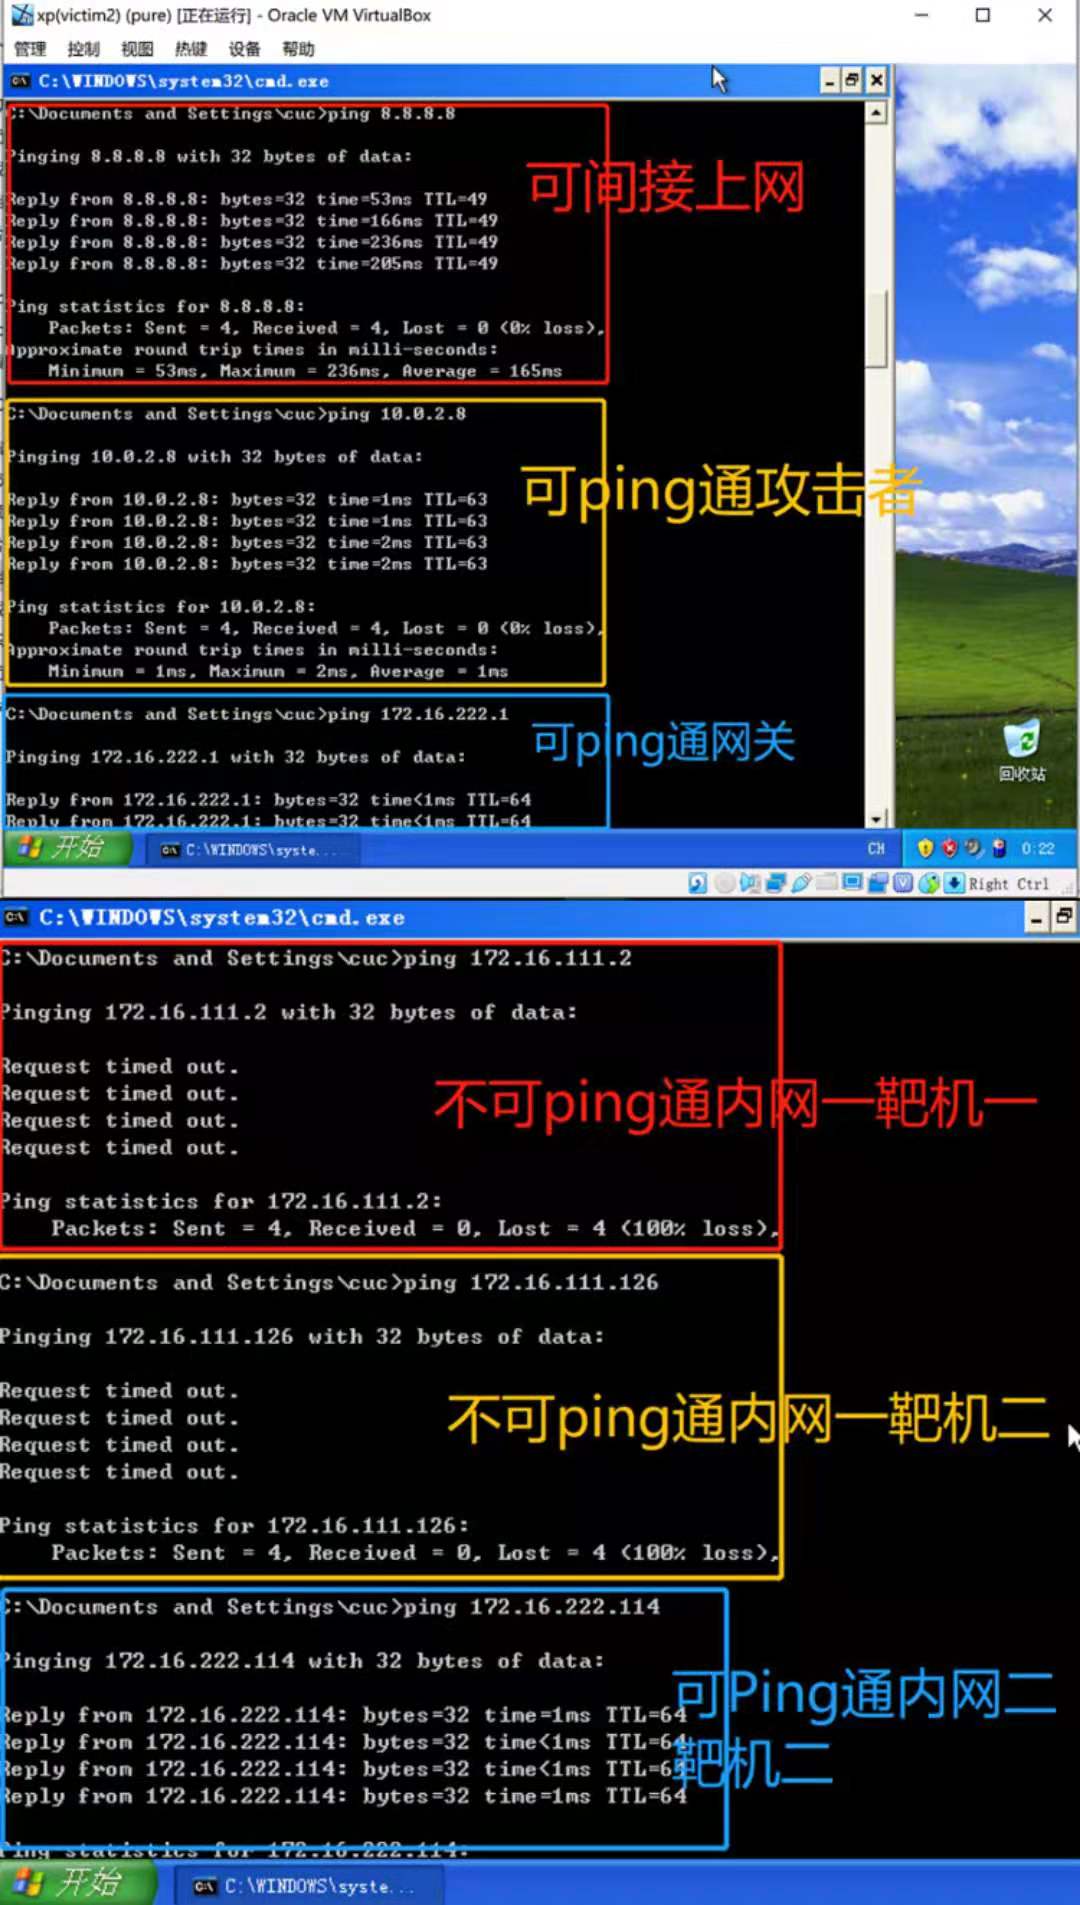 xp(victim2) (pure) [正在运行] - Oracle VM VirtualBox
管理 控制 视图 热键 设备 帮助
C:\WINDOWS\system32\cmd.exe
C:\Documents and Settings\cuc>ping 8.8.8.8
Pinging 8.8.8.8 with 32 bytes of data:
可间接上网
Reply from 8.8.8.8: bytes=32 time=53ms TTL=49
Reply from 8.8.8.8: bytes=32 time=166ms TTL=49
Reply from 8.8.8.8: bytes=32 time=236ms TTL=49
Reply from 8.8.8.8: bytes=32 time=205ms TTL=49
Ping statistics for 8.8.8.8:
Packets: Sent = 4, Received = 4, Lost = 0 (0% loss),
Approximate round trip times in milli-seconds:
Minimum = 53ms, Maximum = 236ms, Average = 165ms
C:\Documents and Settings\cuc>ping 10.0.2.8
Pinging 10.0.2.8 with 32 bytes of data:
可ping通攻击者
Reply from 10.0.2.8: bytes=32 time=1ms TTL=63
Reply from 10.0.2.8: bytes=32 time=1ms TTL=63
Reply from 10.0.2.8: bytes=32 time=2ms TTL=63
Reply from 10.0.2.8: bytes=32 time=2ms TTL=63
Ping statistics for 10.0.2.8:
Packets: Sent = 4, Received = 4, Lost = 0 (0% loss),
Approximate round trip times in milli-seconds:
Minimum = 1ms, Maximum = 2ms, Average = 1ms
C:\Documents and Settings\cuc>ping 172.16.222.1
可ping通网关
Pinging 172.16.222.1 with 32 bytes of data:
回收站
Reply from 172.16.222.1: bytes=32 time<1ms TTL=64
Reply from 172.16.222.1: bytes=32 time<1ms TTL=64
开始 C:\WINDOWS\syste... CH 0:22
Right Ctrl
C:\WINDOWS\system32\cmd.exe
C:\Documents and Settings\cuc>ping 172.16.111.2
Pinging 172.16.111.2 with 32 bytes of data:
Request timed out.
Request timed out.
不可ping通内网一靶机一
Request timed out.
Request timed out.
Ping statistics for 172.16.111.2:
Packets: Sent = 4, Received = 0, Lost = 4 (100% loss),
C:\Documents and Settings\cuc>ping 172.16.111.126
Pinging 172.16.111.126 with 32 bytes of data:
Request timed out.
Request timed out.
不可ping通内网一靶机二
Request timed out.
Request timed out.
Ping statistics for 172.16.111.126:
Packets: Sent = 4, Received = 0, Lost = 4 (100% loss),
C:\Documents and Settings\cuc>ping 172.16.222.114
Pinging 172.16.222.114 with 32 bytes of data:
可Ping通内网二
靶机二
Reply from 172.16.222.114: bytes=32 time=1ms TTL=64
Reply from 172.16.222.114: bytes=32 time<1ms TTL=64
Reply from 172.16.222.114: bytes=32 time<1ms TTL=64
Reply from 172.16.222.114: bytes=32 time=1ms TTL=64
Ping statistics for 172.16.222.114:
开始 C:\WINDOWS\syste...